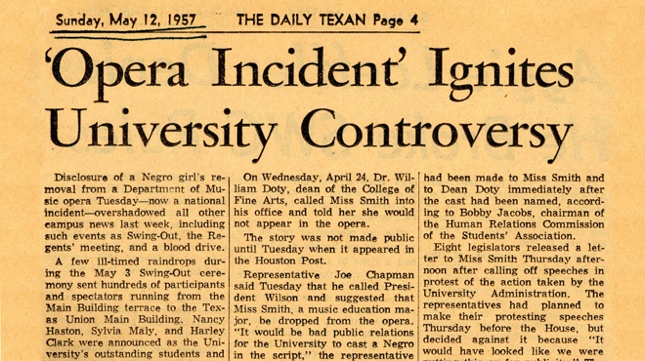 Sunday, May 12, 1957 THE DAILY TEXAN Page 4
'Opera Incident' Ignites
University Controversy
Disclosure of a Negro girl's re-
moval from a Department of Mu-
sic opera Tuesday—now a national
incident—overshadowed all other
campus news last week, including
such events as Swing-Out, the Re-
gents' meeting, and a blood drive.
A few ill-timed raindrops dur-
ing the May 3 Swing-Out cere-
mony sent hundreds of participants
and spectators running from the
Main Building terrace to the Tex-
as Union Main Building. Nancy
Haston, Sylvia Maly, and Harley
Clark were announced as the Uni-
versity's outstanding students and
On Wednesday, April 24, Dr. Wil-
liam Doty, dean of the College of
Fine Arts, called Miss Smith into
his office and told her she would
not appear in the opera.
The story was not made public
until Tuesday when it appeared in
the Houston Post.
Representative Joe Chapman
said Tuesday that he called Presi-
dent Wilson and suggested that
Miss Smith, a music education ma-
jor, be dropped from the opera.
"It would be bad public relations
for the University to cast a Negro
in the script," the representative
had been made to Miss Smith and
to Dean Doty immediately after
the cast had been named, accord-
ing to Bobby Jacobs, chairman of
the Human Relations Commission
of the Students' Association.
Eight legislators released a let-
ter to Miss Smith Thursday after-
noon after calling off speeches in
protest of the action taken by the
University Administration. The
representatives had planned to
make their protesting speeches
Thursday before the House, but
decided against it because "It
would have looked like we were